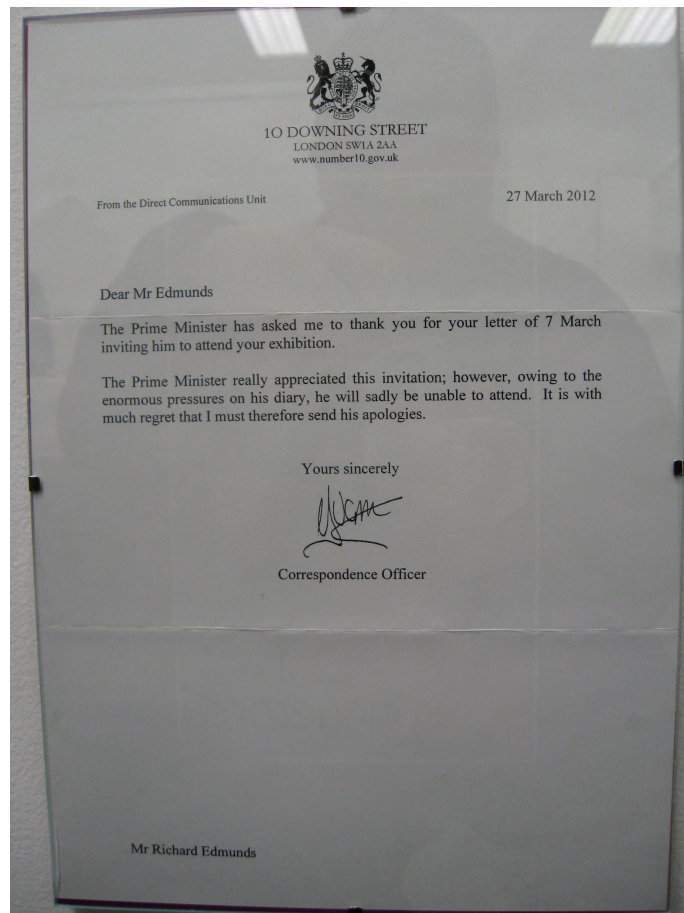 10 DOWNING STREET
LONDON SW1A 2AA
www.number10.gov.uk
From the Direct Communications Unit
27 March 2012
Dear Mr Edmunds
The Prime Minister has asked me to thank you for your letter of 7 March
inviting him to attend your exhibition.
The Prime Minister really appreciated this invitation; however, owing to the
enormous pressures on his diary, he will sadly be unable to attend. It is with
much regret that I must therefore send his apologies.
Yours sincerely
Correspondence Officer
Mr Richard Edmunds